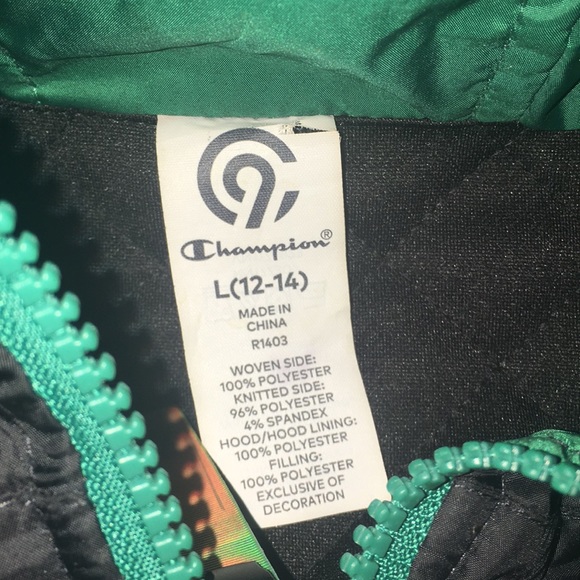 C9
Champion®
L(12-14)
MADE IN
CHINA
R1403
WOVEN SIDE:
100% POLYESTER
KNITTED SIDE:
96% POLYESTER
4% SPANDEX
HOOD/HOOD LINING:
100% POLYESTER
FILLING:
100% POLYESTER
EXCLUSIVE OF
DECORATION